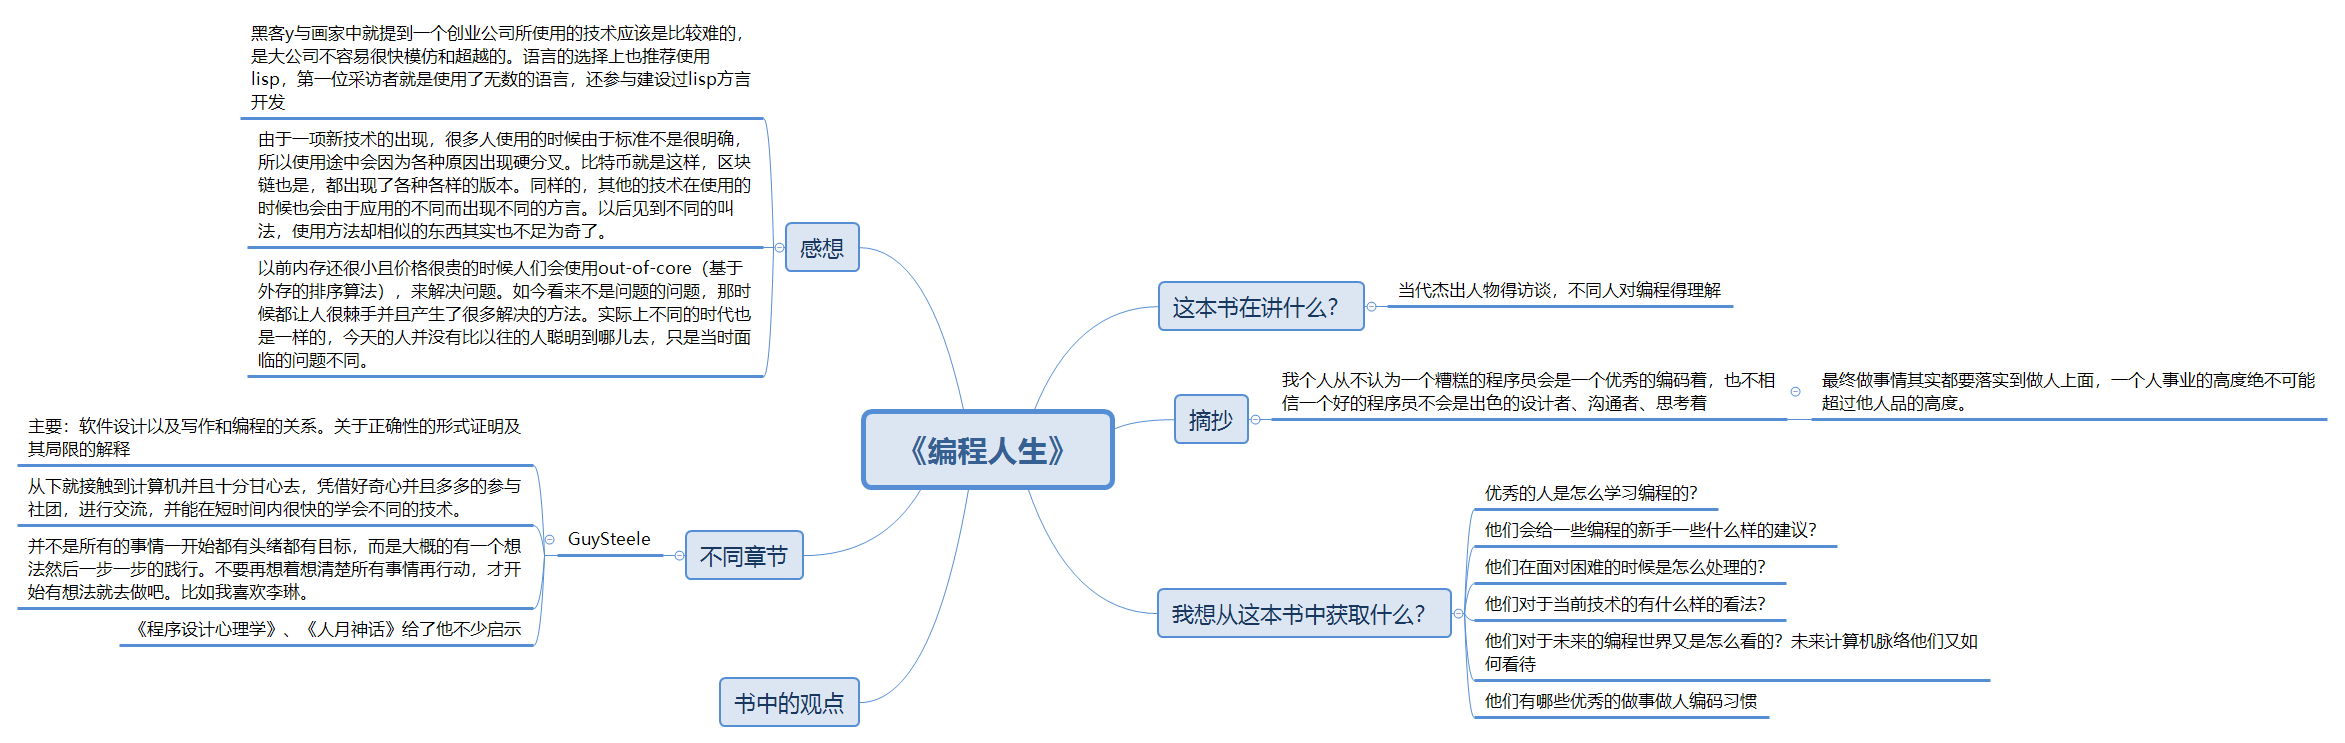 《编程人生》
这本书在讲什么？
当代杰出人物得访谈，不同人对编程得理解
摘抄
我个人从不认为一个糟糕的程序员会是一个优秀的编码着，也不相
信一个好的程序员不会是出色的设计者、沟通者、思考着
最终做事情其实都要落实到做人上面，一个人事业的高度绝不可能
超过他人品的高度。
我想从这本书中获取什么？
优秀的人是怎么学习编程的？
他们会给一些编程的新手一些什么样的建议？
他们在面对困难的时候是怎么处理的？
他们对于当前技术的有什么样的看法？
他们对于未来的编程世界又是怎么看的？未来计算机脉络他们又如
何看待
他们有哪些优秀的做事做人编码习惯
感想
黑客y与画家中就提到一个创业公司所使用的技术应该是比较难的，
是大公司不容易很快模仿和超越的。语言的选择上也推荐使用
lisp，第一位采访者就是使用了无数的语言，还参与建设过lisp方言
开发
由于一项新技术的出现，很多人使用的时候由于标准不是很明确，
所以使用途中会因为各种原因出现硬分叉。比特币就是这样，区块
链也是，都出现了各种各样的版本。同样的，其他的技术在使用的
时候也会由于应用的不同而出现不同的方言。以后见到不同的叫
法，使用方法却相似的东西其实也不足为奇了。
以前内存还很小且价格很贵的时候人们会使用out-of-core（基于
外存的排序算法），来解决问题。如今看来不是问题的问题，那时
候都让人很棘手并且产生了很多解决的方法。实际上不同的时代也
是一样的，今天的人并没有比以往的人聪明到哪儿去，只是当时面
临的问题不同。
不同章节
GuySteele
主要：软件设计以及写作和编程的关系。关于正确性的形式证明及
其局限的解释
从下就接触到计算机并且十分甘心去，凭借好奇心并且多多的参与
社团，进行交流，并能在短时间内很快的学会不同的技术。
并不是所有的事情一开始都有头绪都有目标，而是大概的有一个想
法然后一步一步的践行。不要再想着想清楚所有事情再行动，才开
始有想法就去做吧。比如我喜欢李琳。
《程序设计心理学》、《人月神话》给了他不少启示
书中的观点